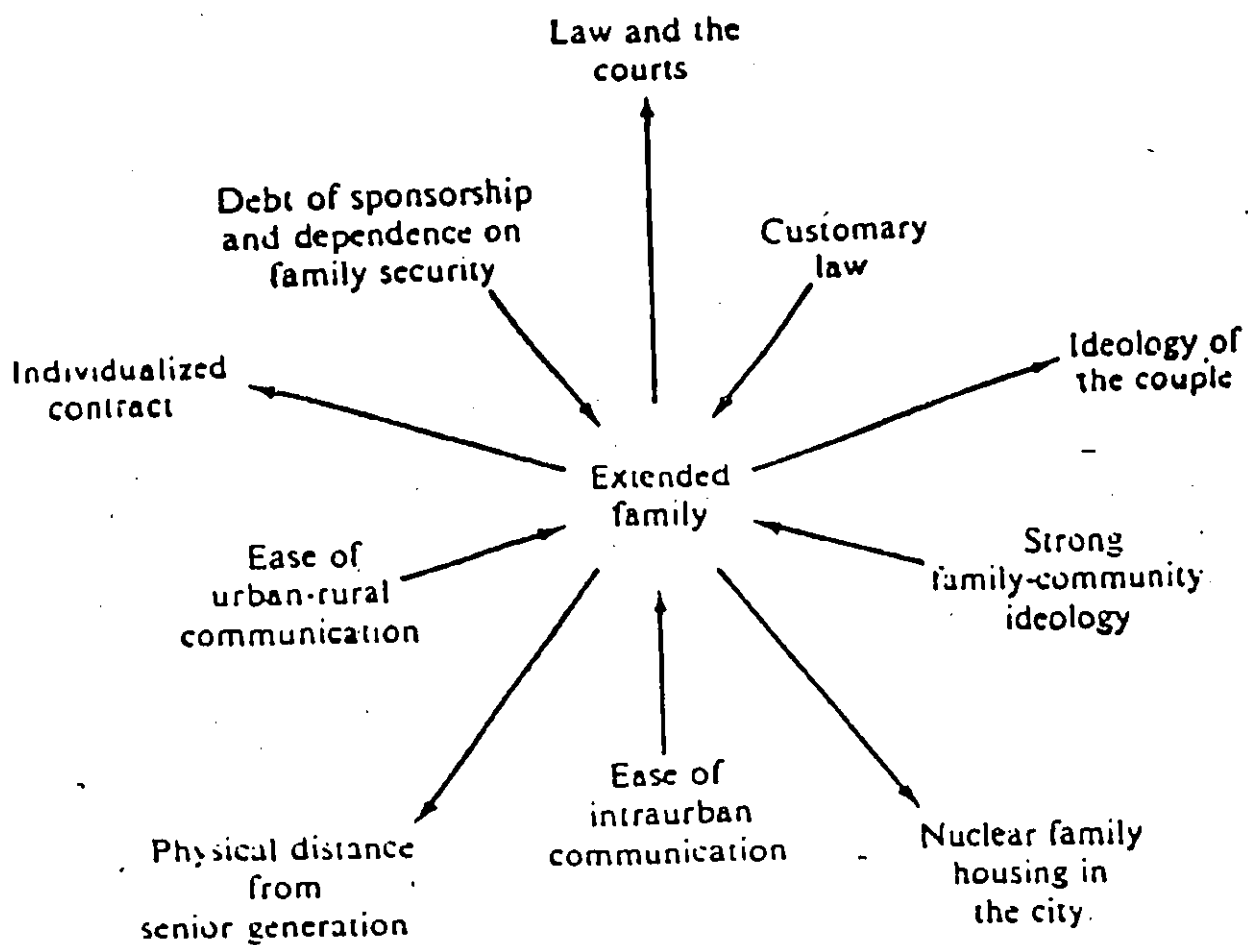 Law and the
courts
Debt of sponsorship
and dependence on
family security
Customary
law
Individualized
contract
Ideology of
the couple
Extended
family
Ease of
urban-rural
communication
Strong
family-community
ideology
Ease of
intraurban
communication
Physical distance
from
senior generation
Nuclear family
housing in
the city.